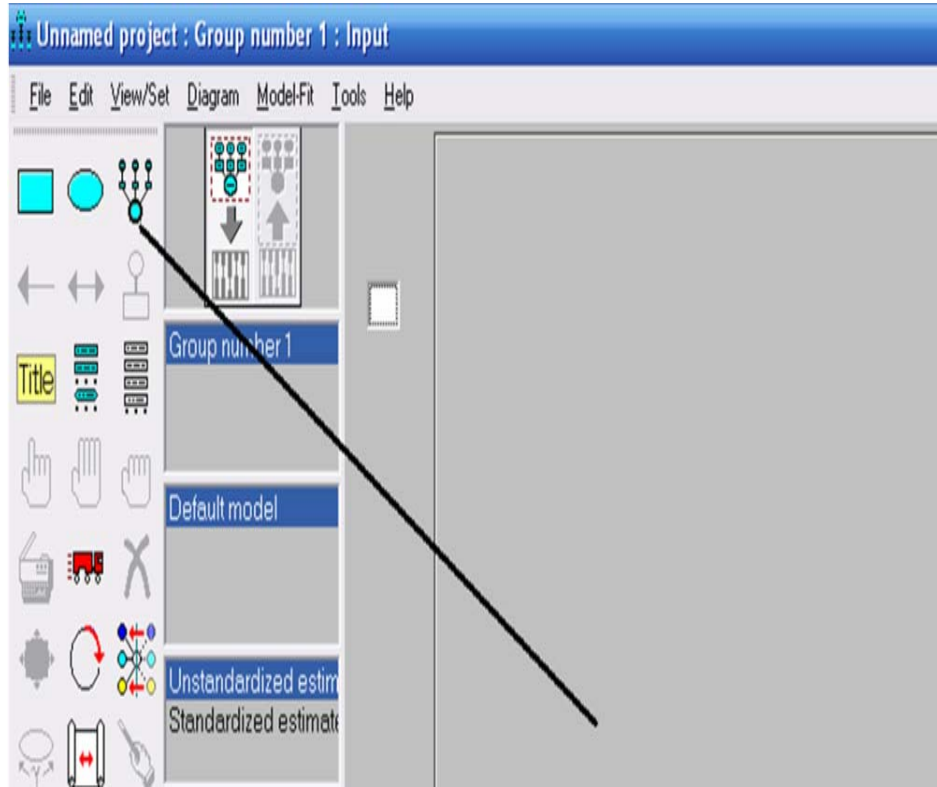 Unnamed project : Group number 1 : Input
File Edit View/Set Diagram Model-Fit Tools Help
Title
Group number 1
Default model
Unstandardized estim
Standardized estimate